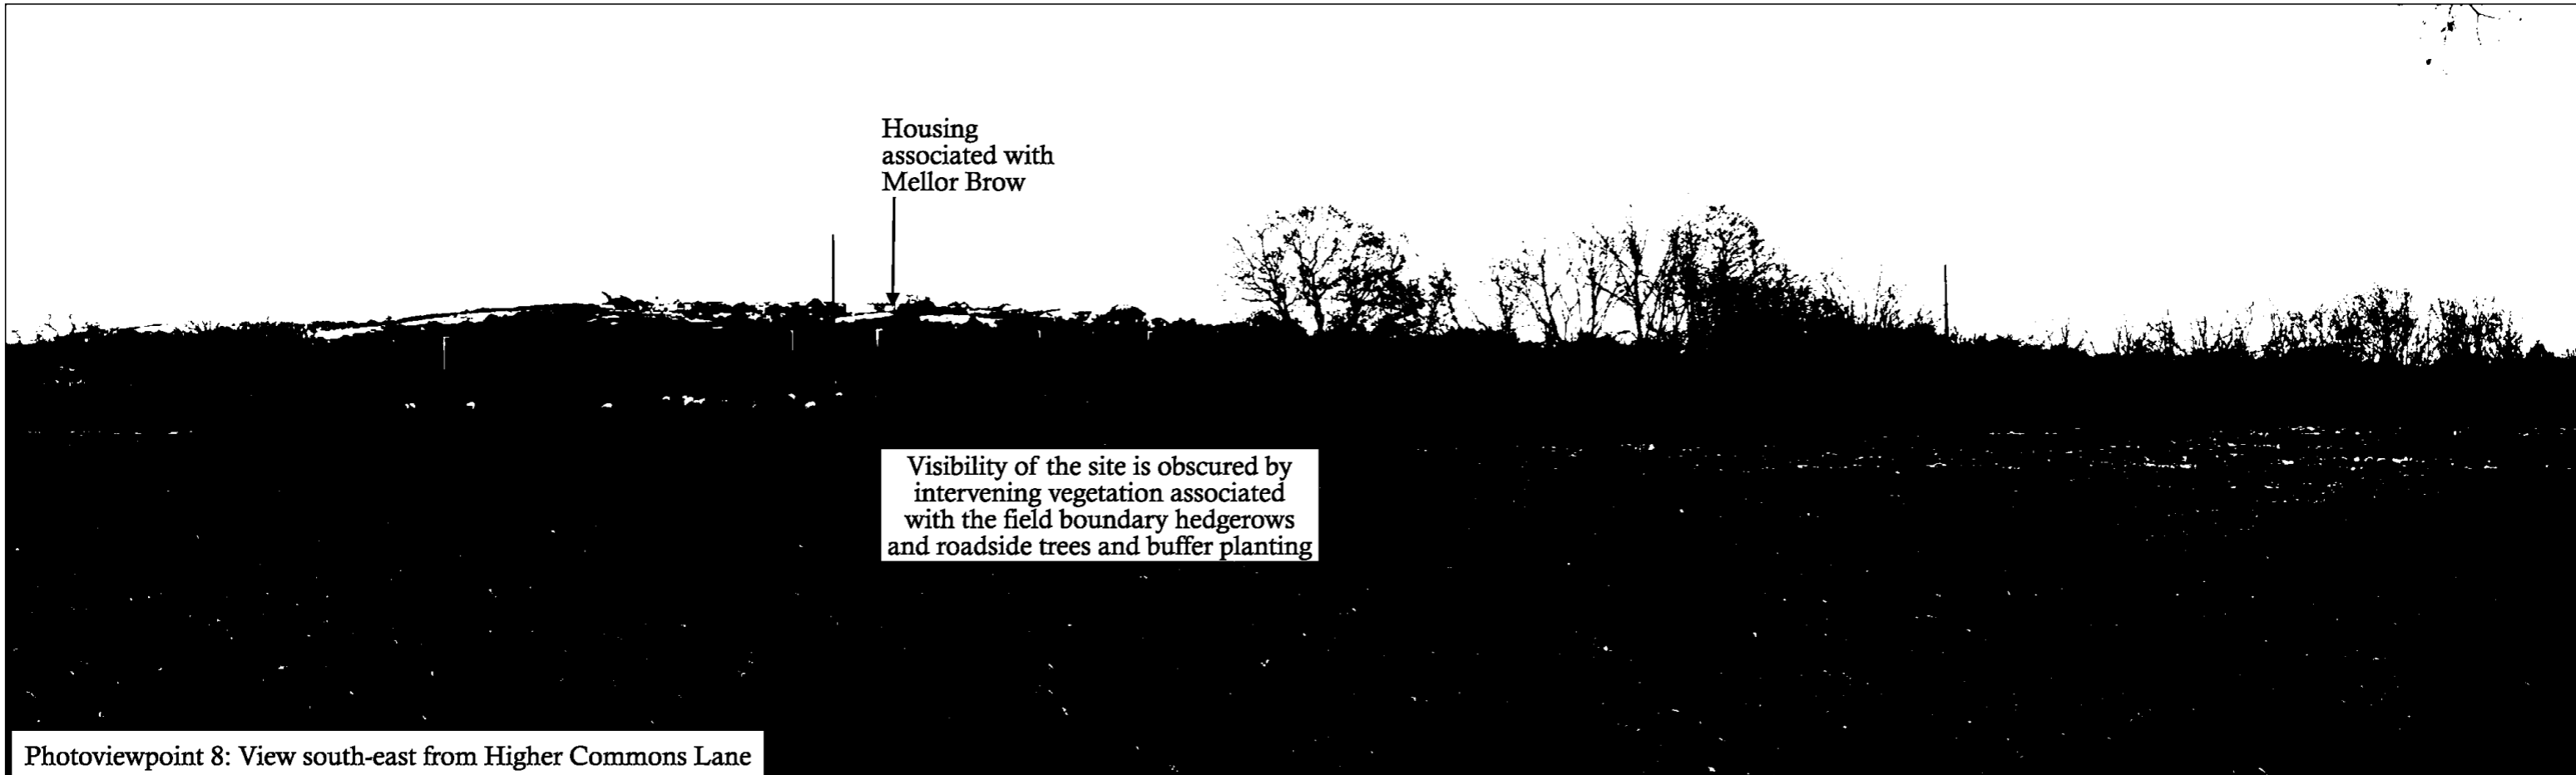 Housing
associated with
Mellor Brow
Visibility of the site is obscured by
intervening vegetation associated
with the field boundary hedgerows
and roadside trees and buffer planting
Photoviewpoint 8: View south-east from Higher Commons Lane